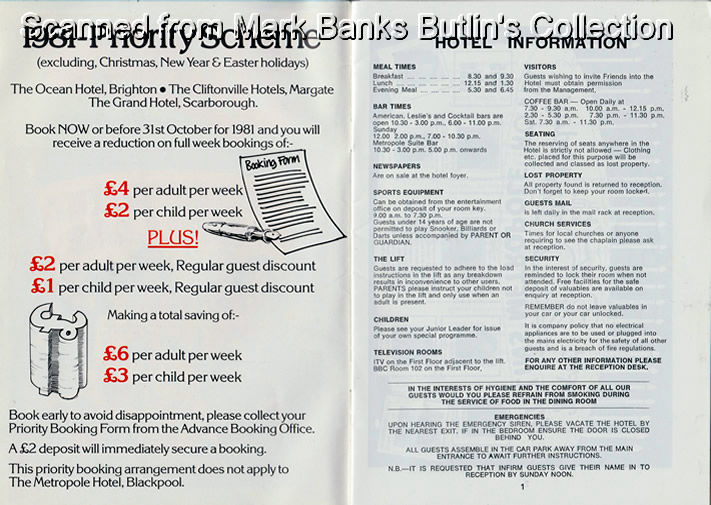 Scanned from Mark Banks Butlin's Collection
1981 Priority Scheme
(excluding, Christmas, New Year & Easter holidays)
The Ocean Hotel, Brighton ● The Cliftonville Hotels, Margate
The Grand Hotel, Scarborough.
Book NOW or before 31st October for 1981 and you will
receive a reduction on full week bookings of:-
Booking Form
£4 per adult per week
£2 per child per week
PLUS!
£2 per adult per week, Regular guest discount
£1 per child per week, Regular guest discount
Making a total saving of:-
£6 per adult per week
£3 per child per week
Book early to avoid disappointment, please collect your
Priority Booking Form from the Advance Booking Office.
A £2 deposit will immediately secure a booking.
This priority booking arrangement does not apply to
The Metropole Hotel, Blackpool.
HOTEL INFORMATION
MEAL TIMES
Breakfast — — — — — 8.30 and 9.30
Lunch — — — — — — 12.15 and 1.30
Evening Meal — — — — 5.30 and 6.45
BAR TIMES
American, Leslie's and Cocktail bars are
open 10.30 - 3.00 p.m., 6.00 - 11.00 p.m.
Sunday
12.00 2.00 p.m., 7.00 - 10.30 p.m.
Metropole Suite Bar
10.30 - 3.00 p.m. 5.00 p.m. onwards
NEWSPAPERS
Are on sale at the hotel foyer.
SPORTS EQUIPMENT
Can be obtained from the entertainment
office on deposit of your room key.
9.00 a.m. to 7.30 p.m.
Guests under 14 years of age are not
permitted to play Snooker, Billiards or
Darts unless accompanied by PARENT OR
GUARDIAN.
THE LIFT
Guests are requested to adhere to the load
instructions in the lift as any breakdown
results in inconvenience to other users.
PARENTS please instruct your children not
to play in the lift and only use when an
adult is present.
CHILDREN
Please see your Junior Leader for issue
of your own special programme.
TELEVISION ROOMS
ITV on the First Floor adjacent to the lift.
BBC Room 102 on the First Floor,
VISITORS
Guests wishing to invite Friends into the
Hotel must obtain permission
from the Management,
COFFEE BAR — Open Daily at
7.30 - 9.30 a.m. 10.00 a.m. - 12.15 p.m.
2.30 - 5.30 p.m. 7.30 p.m. - 11.30 p.m.
Sat. 7.30 a.m. - 11.30 p.m.
SEATING
The reserving of seats anywhere in the
Hotel is strictly not allowed — Clothing
etc. placed for this purpose will be
collected and classed as lost property.
LOST PROPERTY
All property found is returned to reception.
Don't forget to keep your room locked.
GUESTS MAIL
Is left daily in the mail rack at reception.
CHURCH SERVICES
Times for local churches or anyone
requiring to see the chaplain please ask
at reception.
SECURITY
In the interest of security, guests are
reminded to lock their room when not
attended. Free facilities for the safe
deposit of valuables are available on
enquiry at reception.
REMEMBER do not leave valuables in
your car or your car unlocked.
It is company policy that no electrical
appliances are to be used or plugged into
the mains electricity for the safety of all other
guests and is a breach of fire regulations.
FOR ANY OTHER INFORMATION PLEASE
ENQUIRE AT THE RECEPTION DESK.
IN THE INTERESTS OF HYGIENE AND THE COMFORT OF ALL OUR
GUESTS WOULD YOU PLEASE REFRAIN FROM SMOKING DURING
THE SERVICE OF FOOD IN THE DINING ROOM
EMERGENCIES
UPON HEARING THE EMERGENCY SIREN, PLEASE VACATE THE HOTEL BY
THE NEAREST EXIT. IF IN THE BEDROOM ENSURE THE DOOR IS CLOSED
BEHIND YOU.
ALL GUESTS ASSEMBLE IN THE CAR PARK AWAY FROM THE MAIN
ENTRANCE TO AWAIT FURTHER INSTRUCTIONS.
N.B.—IT IS REQUESTED THAT INFIRM GUESTS GIVE THEIR NAME IN TO
RECEPTION BY SUNDAY NOON.
1